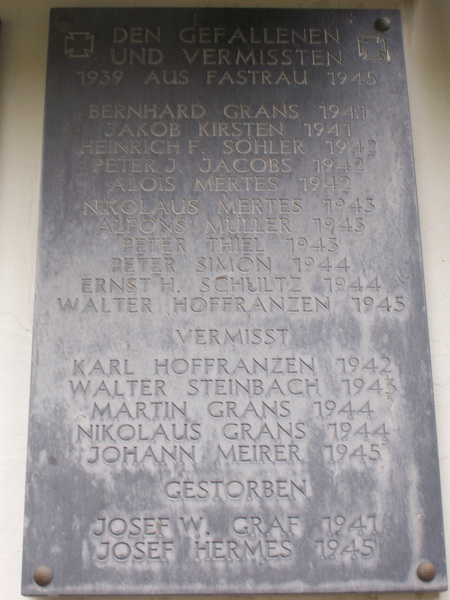 DEN GEFALLENEN
UND VERMISSTEN
1939 AUS FASTRAU 1945
BERNHARD GRANS 1941
JAKOB KIRSTEN 1941
HEINRICH F. SÖHLER 1942
PETER J. JACOBS 1942
ALOIS MERTES 1942
NIKOLAUS MERTES 1943
ALFONS MÜLLER 1943
PETER THIEL 1943
PETER SIMON 1944
ERNST H. SCHULTZ 1944
WALTER HOFFRANZEN 1945
VERMISST
KARL HOFFRANZEN 1942
WALTER STEINBACH 1943
MARTIN GRANS 1944
NIKOLAUS GRANS 1944
JOHANN MEIRER 1945
GESTORBEN
JOSEF W. GRAF 1941
JOSEF HERMES 1945